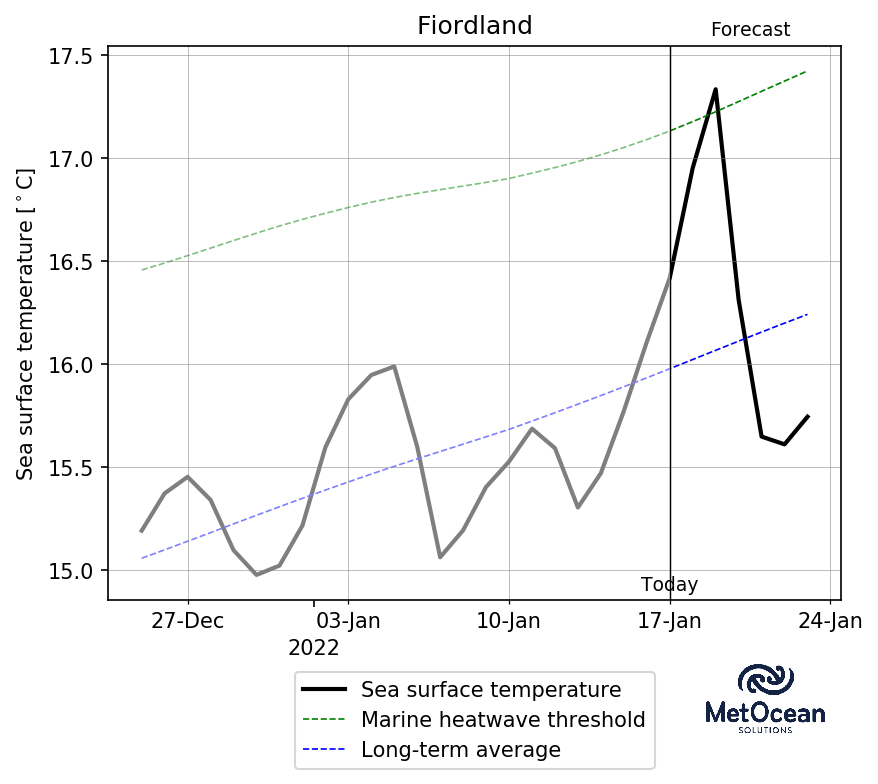 Fiordland
Forecast
Sea surface temperature [°C]
17.5
17.0
16.5
16.0
15.5
15.0
Today
27-Dec 03-Jan 10-Jan 17-Jan 24-Jan
2022
Sea surface temperature
Marine heatwave threshold
Long-term average
MetOcean
SOLUTIONS